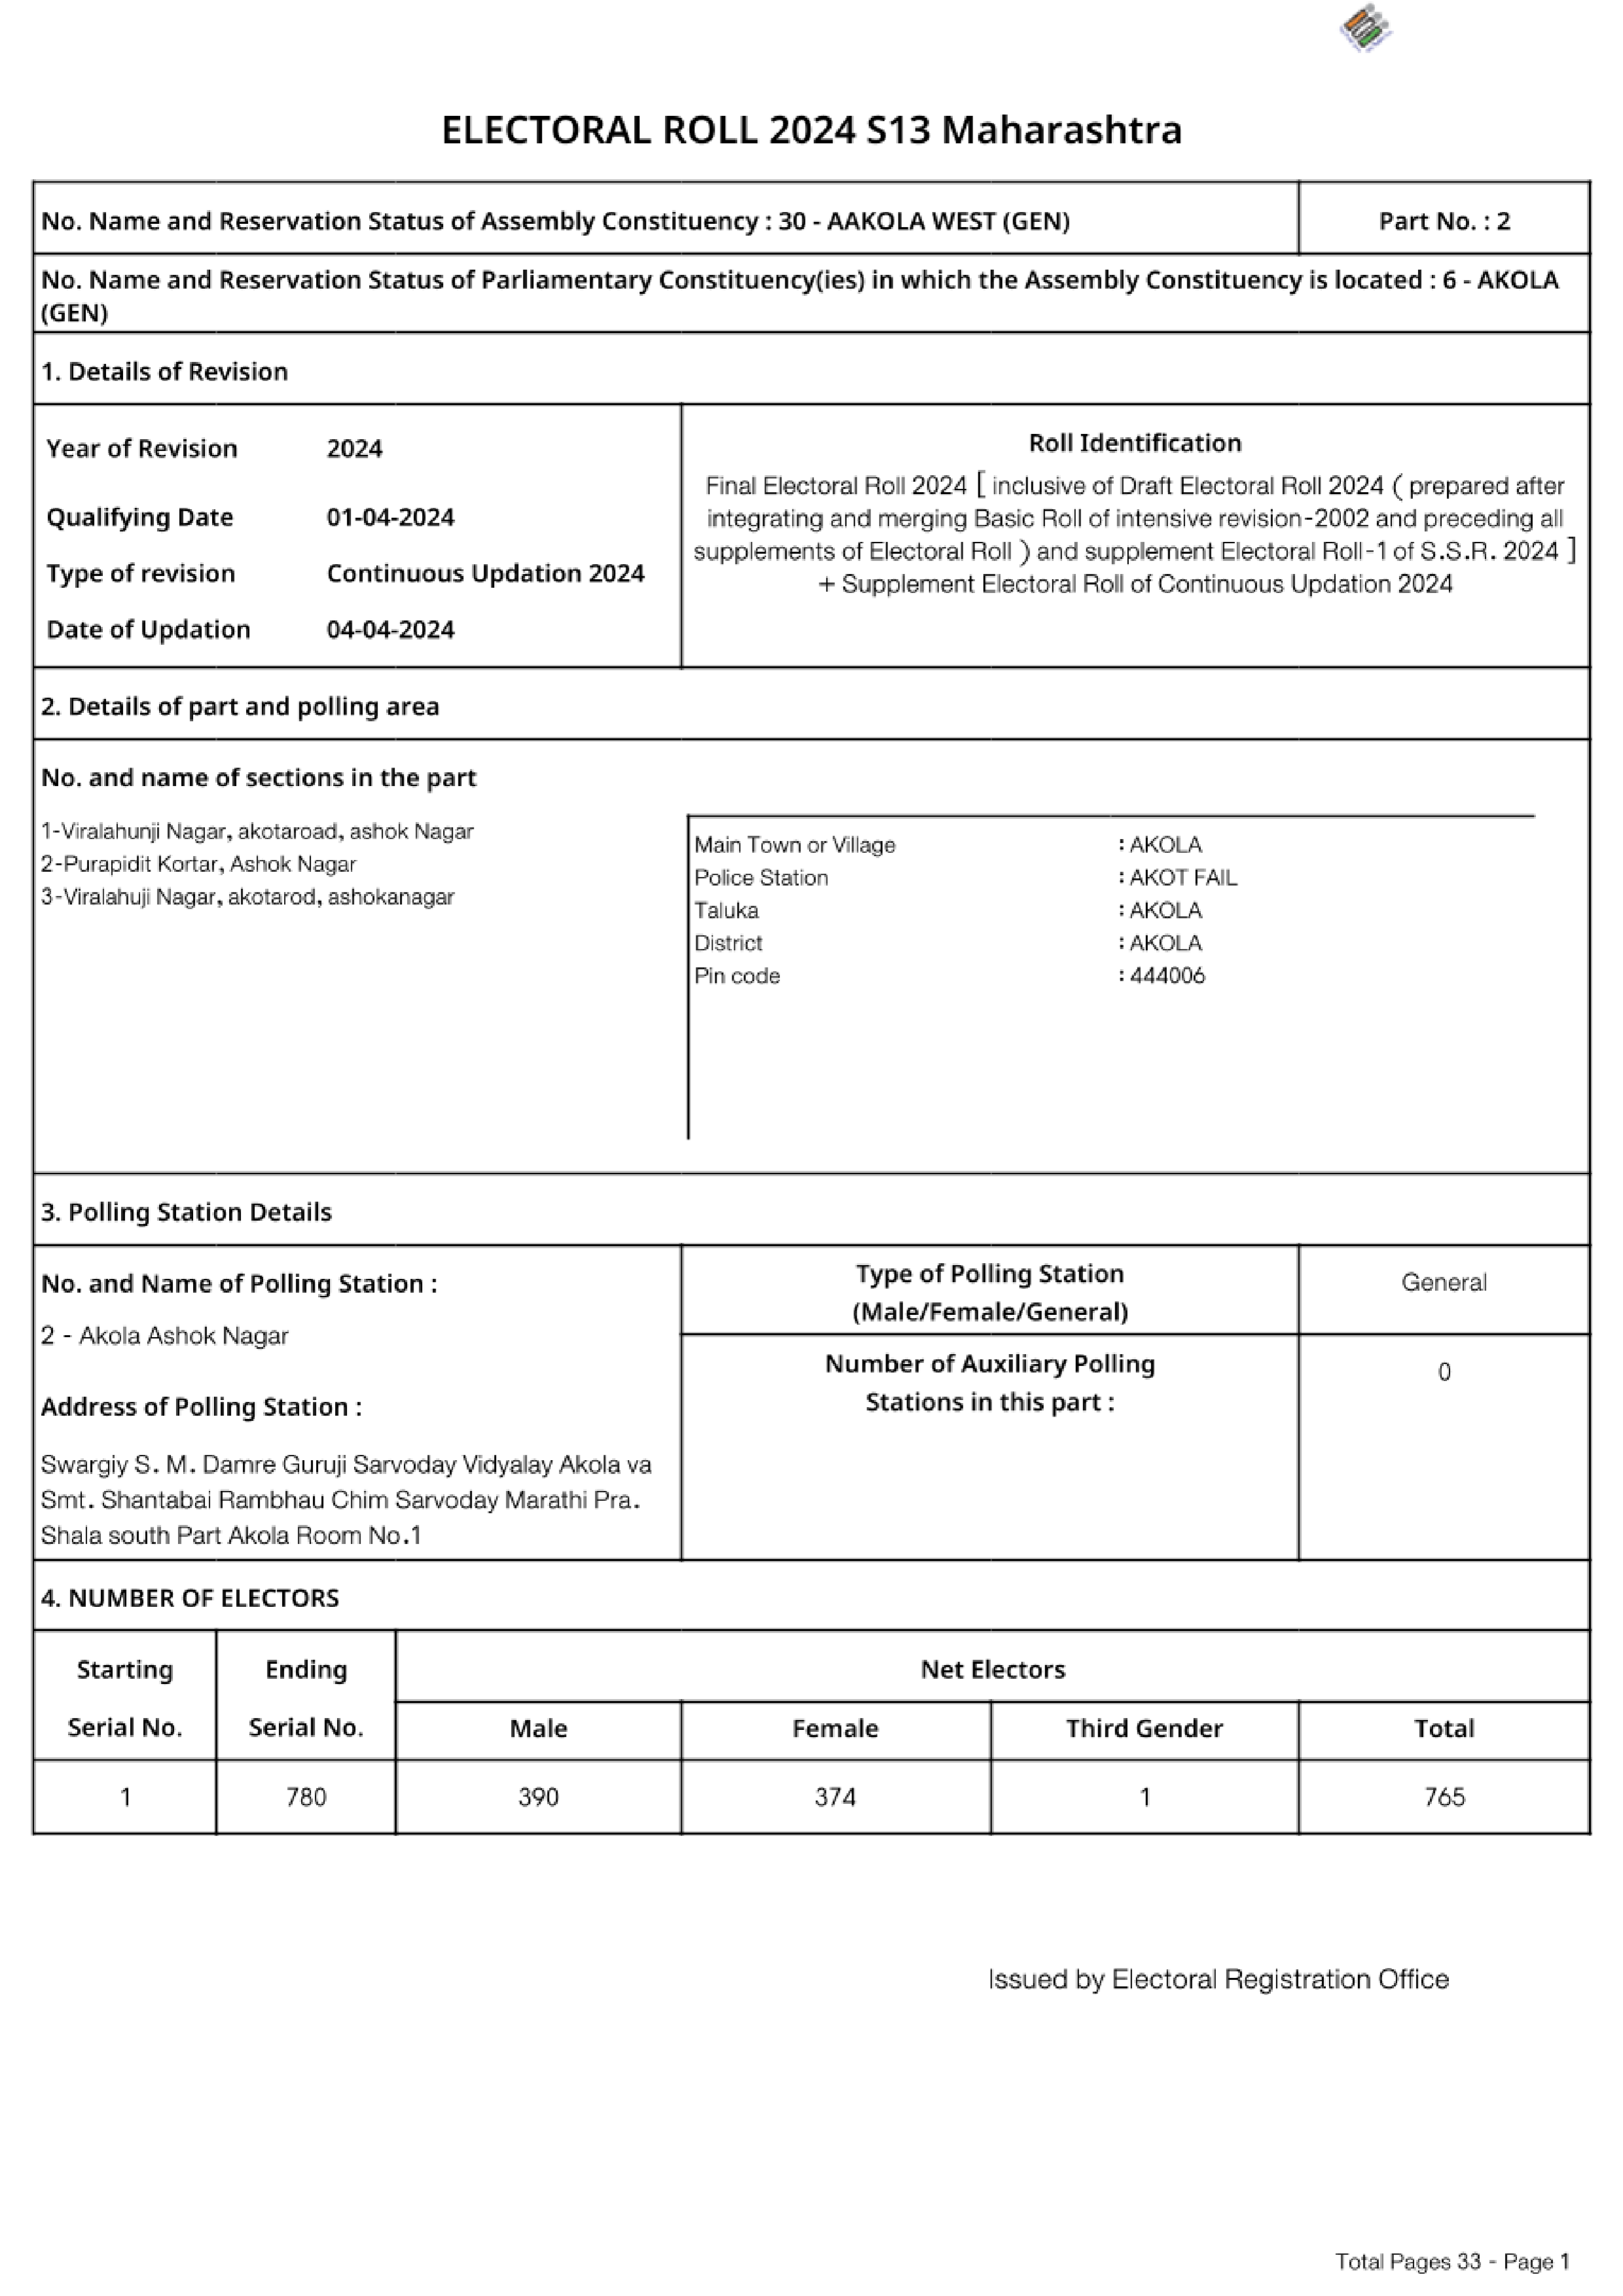 ELECTORAL ROLL 2024 S13 Maharashtra
No. Name and Reservation Status of Assembly Constituency : 30 - AAKOLA WEST (GEN)
Part No. : 2
No. Name and Reservation Status of Parliamentary Constituency(ies) in which the Assembly Constituency is located : 6 - AKOLA
(GEN)
1. Details of Revision
Year of Revision 2024
Qualifying Date 01-04-2024
Type of revision Continuous Updation 2024
Date of Updation 04-04-2024
Roll Identification
Final Electoral Roll 2024 [ inclusive of Draft Electoral Roll 2024 ( prepared after
integrating and merging Basic Roll of intensive revision-2002 and preceding all
supplements of Electoral Roll ) and supplement Electoral Roll-1 of S.S.R. 2024 ]
+ Supplement Electoral Roll of Continuous Updation 2024
2. Details of part and polling area
No. and name of sections in the part
1-Viralahunji Nagar, akotaroad, ashok Nagar
2-Purapidit Kortar, Ashok Nagar
3-Viralahuji Nagar, akotarod, ashokanagar
Main Town or Village : AKOLA
Police Station : AKOT FAIL
Taluka : AKOLA
District : AKOLA
Pin code : 444006
3. Polling Station Details
No. and Name of Polling Station :
2 - Akola Ashok Nagar
Address of Polling Station :
Swargiy S. M. Damre Guruji Sarvoday Vidyalay Akola va
Smt. Shantabai Rambhau Chim Sarvoday Marathi Pra.
Shala south Part Akola Room No.1
Type of Polling Station
(Male/Female/General)
General
Number of Auxiliary Polling
Stations in this part :
0
4. NUMBER OF ELECTORS
Starting
Serial No.
Ending
Serial No.
Net Electors
Male Female Third Gender Total
1 780 390 374 1 765
Issued by Electoral Registration Office
Total Pages 33 - Page 1